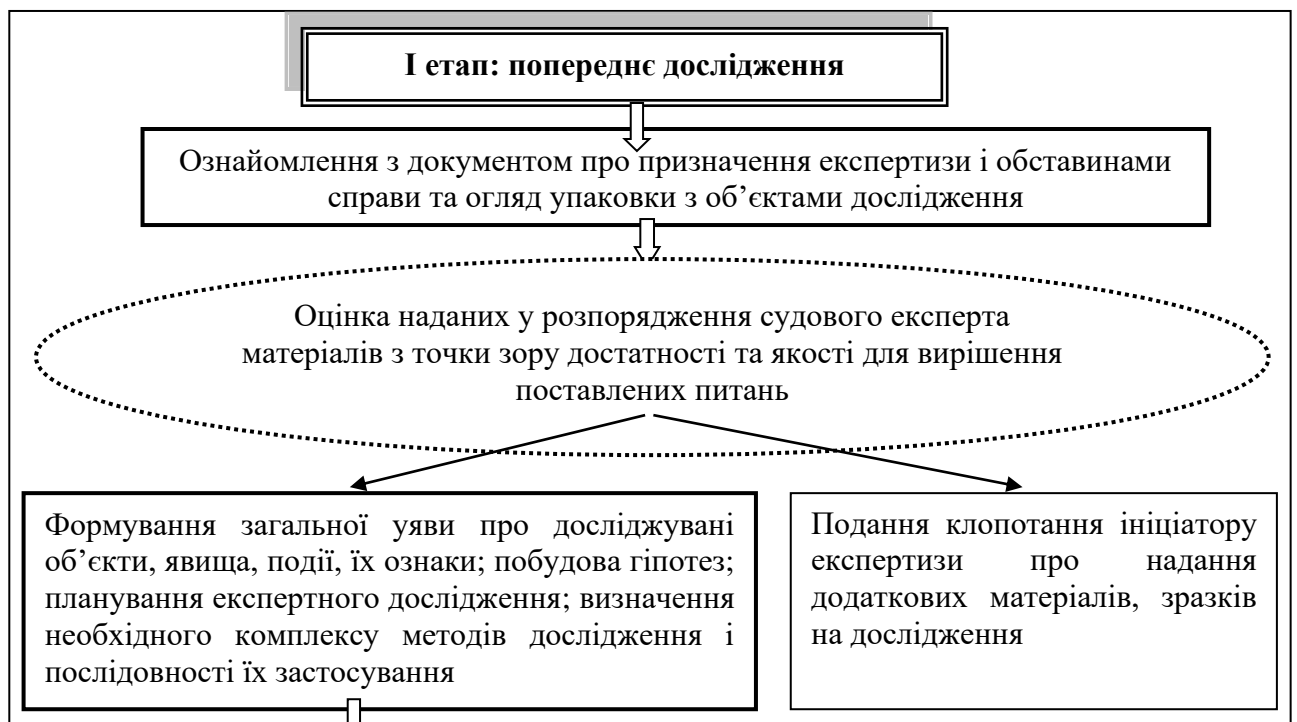 І етап: попереднє дослідження
Ознайомлення з документом про призначення експертизи і обставинами
справи та огляд упаковки з об’єктами дослідження
Оцінка наданих у розпорядження судового експерта
матеріалів з точки зору достатності та якості для вирішення
поставлених питань
Формування загальної уяви про досліджувані
об’єкти, явища, події, їх ознаки; побудова гіпотез;
планування експертного дослідження; визначення
необхідного комплексу методів дослідження і
послідовності їх застосування
Подання клопотання ініціатору
експертизи про надання
додаткових матеріалів, зразків
на дослідження